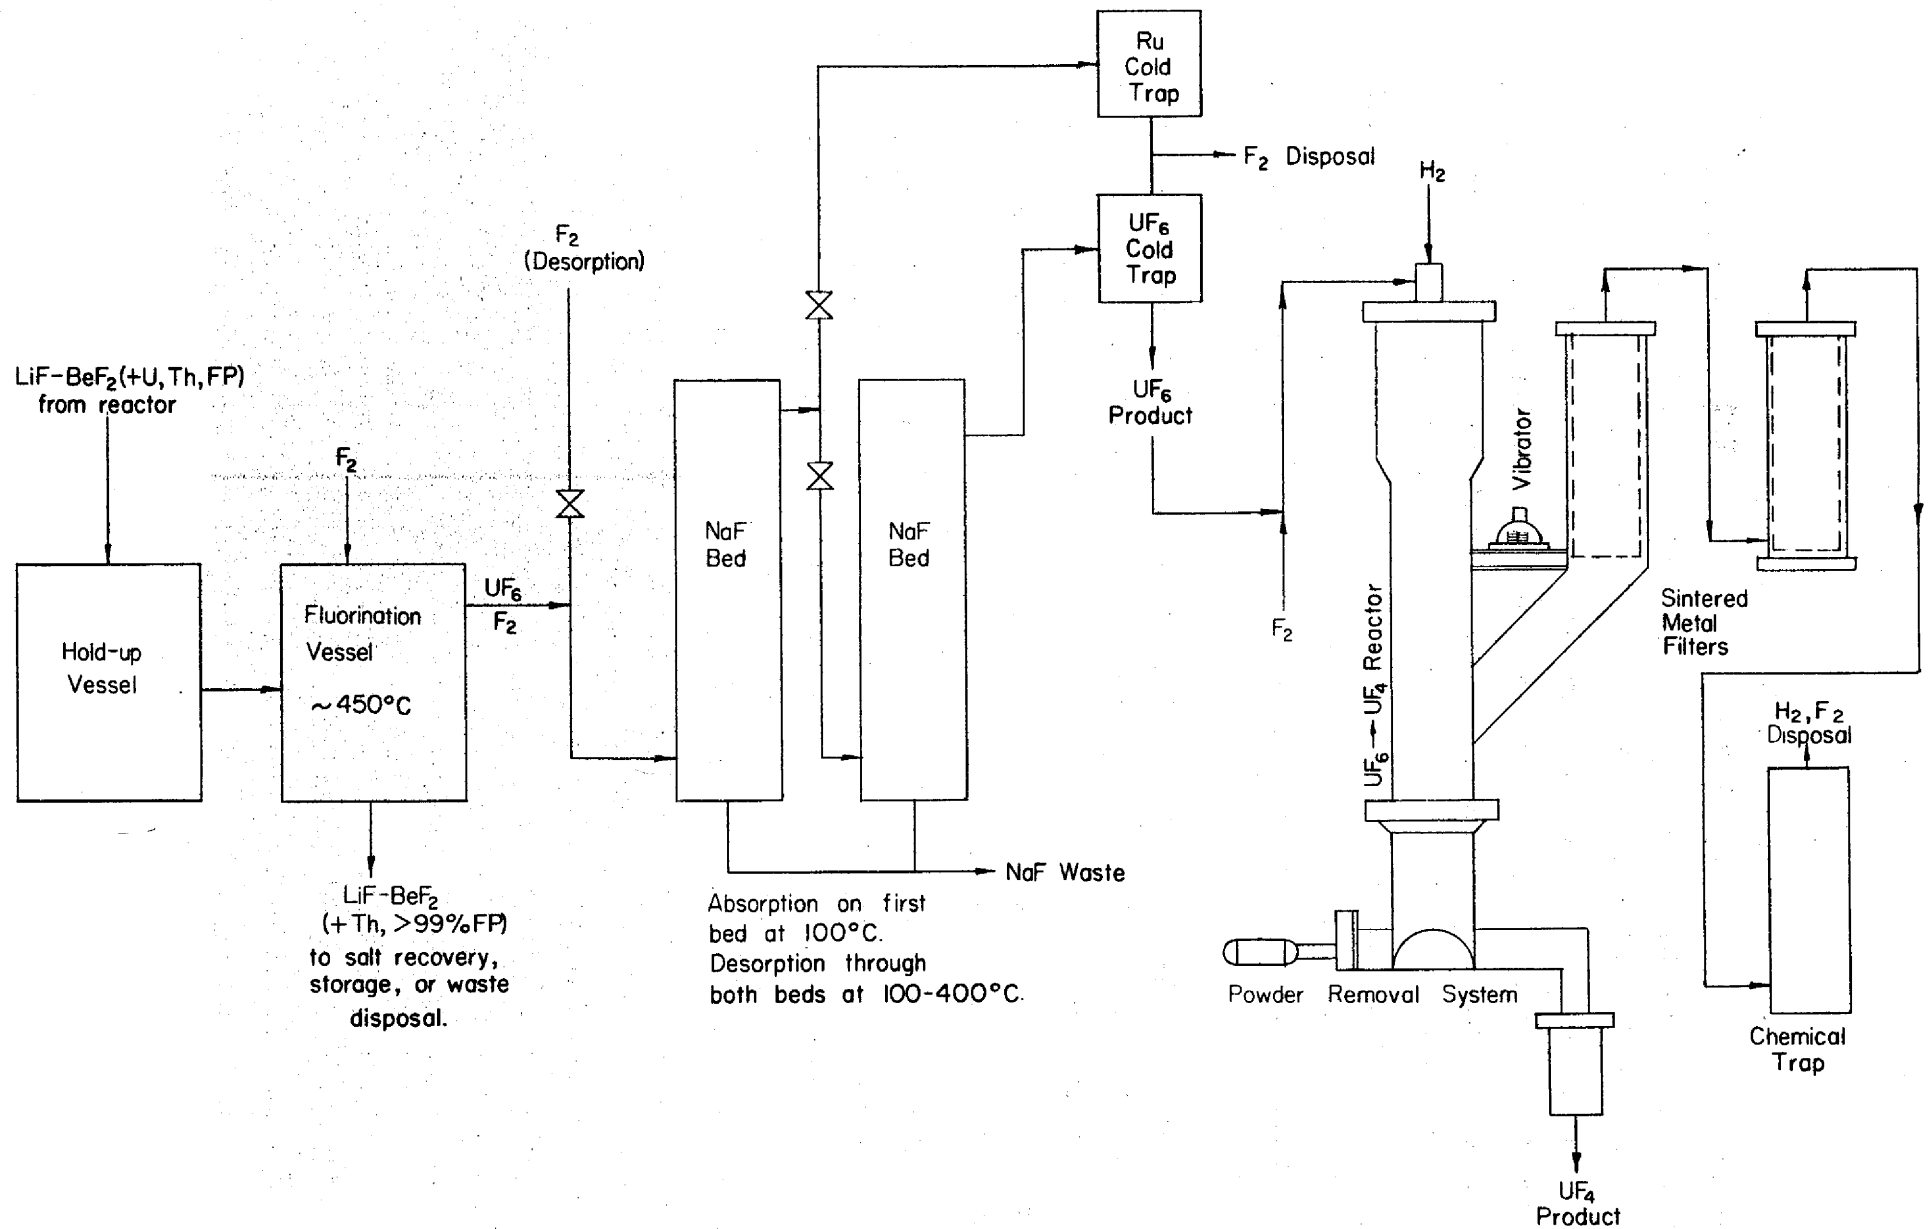 Ru
Cold
Trap
F₂ Disposal
H₂
UF₆
Cold
Trap
F₂
(Desorption)
LiF-BeF₂(+U,Th,FP)
from reactor
UF₆
Product
F₂
Vibrator
NaF
Bed
NaF
Bed
Hold-up
Vessel
Fluorination
Vessel
~450°C
UF₆
F₂
F₂
UF₆→UF₄ Reactor
Sintered
Metal
Filters
H₂, F₂
Disposal
NaF Waste
LiF-BeF₂
(+Th, >99%FP)
to salt recovery,
storage, or waste
disposal.
Absorption on first
bed at 100°C.
Desorption through
both beds at 100-400°C.
Powder Removal System
Chemical
Trap
UF₄
Product